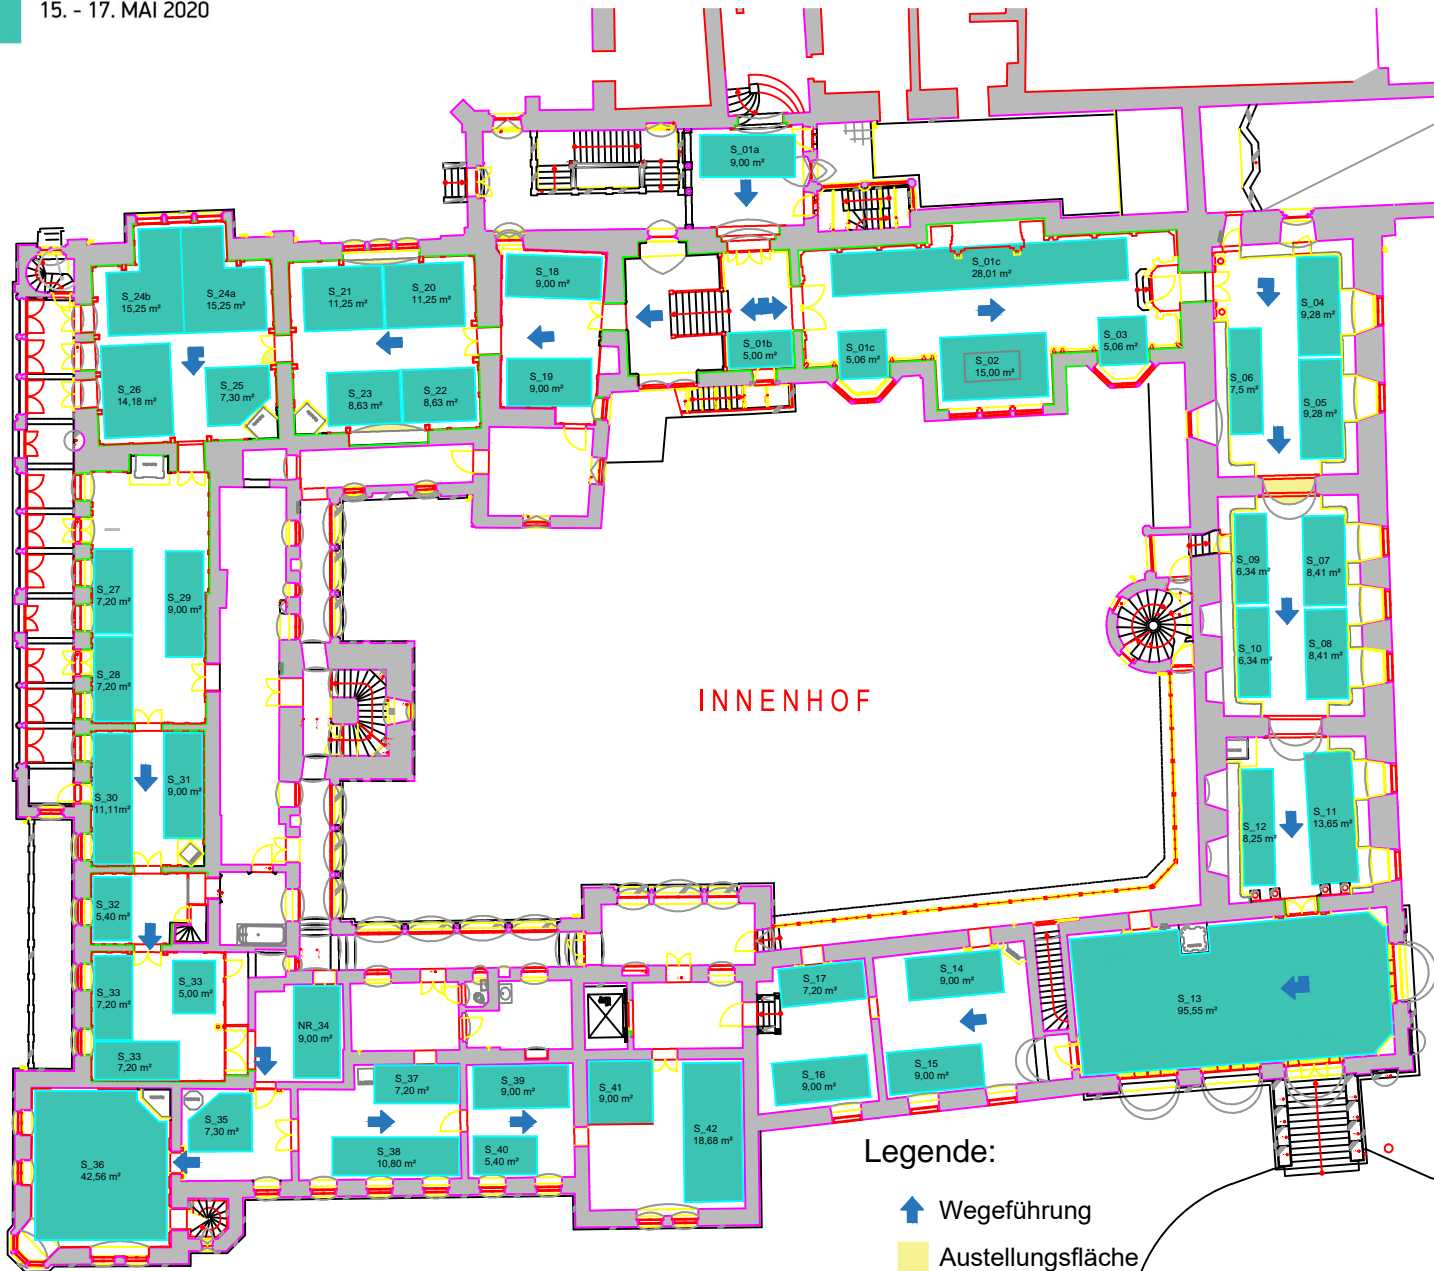 15. - 17. MAI 2020
S_01a
9,00 m²
S_18
9,00 m²
S_01c
28,01 m²
S_24b
15,25 m²
S_24a
15,25 m²
S_21
11,25 m²
S_20
11,25 m²
S_04
9,28 m²
S_01b
5,00 m²
S_01c
5,06 m²
S_03
5,06 m²
S_02
15,00 m²
S_19
9,00 m²
S_26
14,18 m²
S_25
7,30 m²
S_23
8,63 m²
S_22
8,63 m²
S_06
7,5 m²
S_05
9,28 m²
S_27
7,20 m²
S_29
9,00 m²
S_09
6,34 m²
S_07
8,41 m²
S_28
7,20 m²
S_10
6,34 m²
S_08
8,41 m²
INNENHOF
S_30
11,11m²
S_31
9,00 m²
S_12
8,25 m²
S_11
13,65 m²
S_32
5,40 m²
S_33
7,20 m²
S_33
5,00 m²
S_33
7,20 m²
NR_34
9,00 m²
S_17
7,20 m²
S_14
9,00 m²
S_13
95,55 m²
S_16
9,00 m²
S_15
9,00 m²
S_37
7,20 m²
S_39
9,00 m²
S_41
9,00 m²
S_35
7,30 m²
S_42
18,68 m²
S_38
10,80 m²
S_40
5,40 m²
S_36
42,56 m²
Legende:
Wegeführung
Austellungsfläche